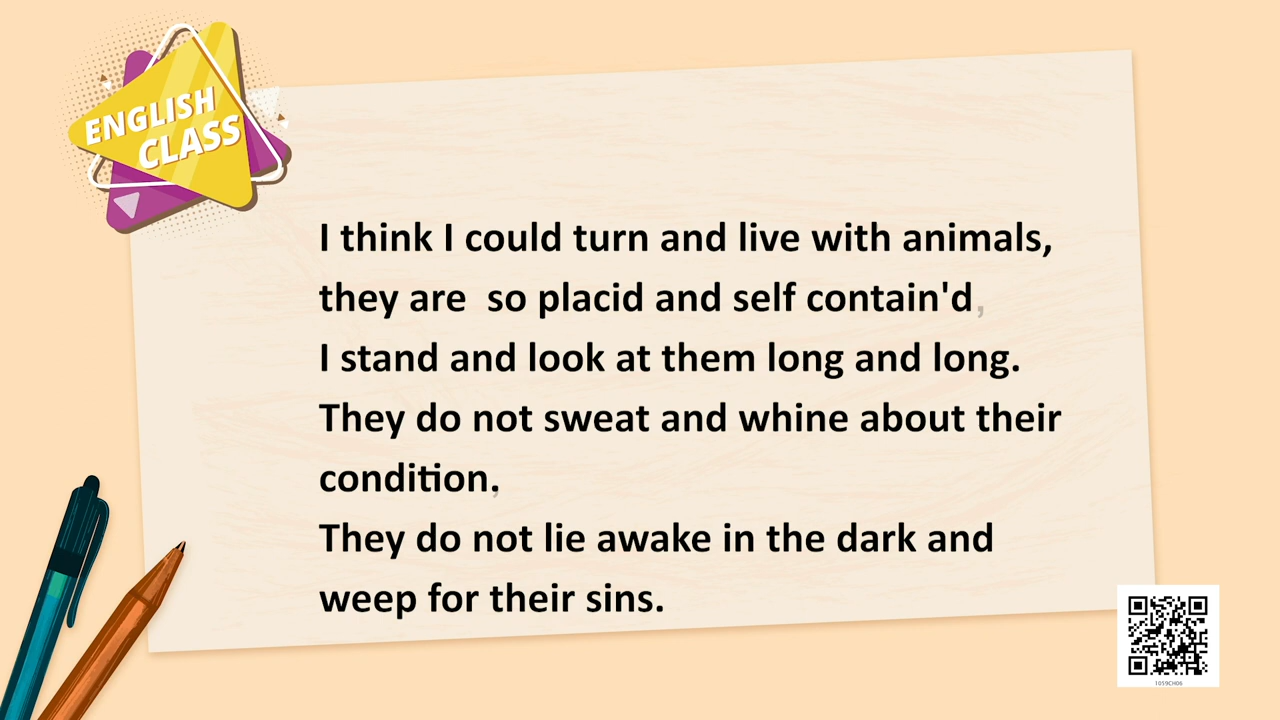 ENGLISH
CLASS
I think I could turn and live with animals,
they are  so placid and self contain'd,
I stand and look at them long and long.
They do not sweat and whine about their
condition.
They do not lie awake in the dark and
weep for their sins.
1059CH06